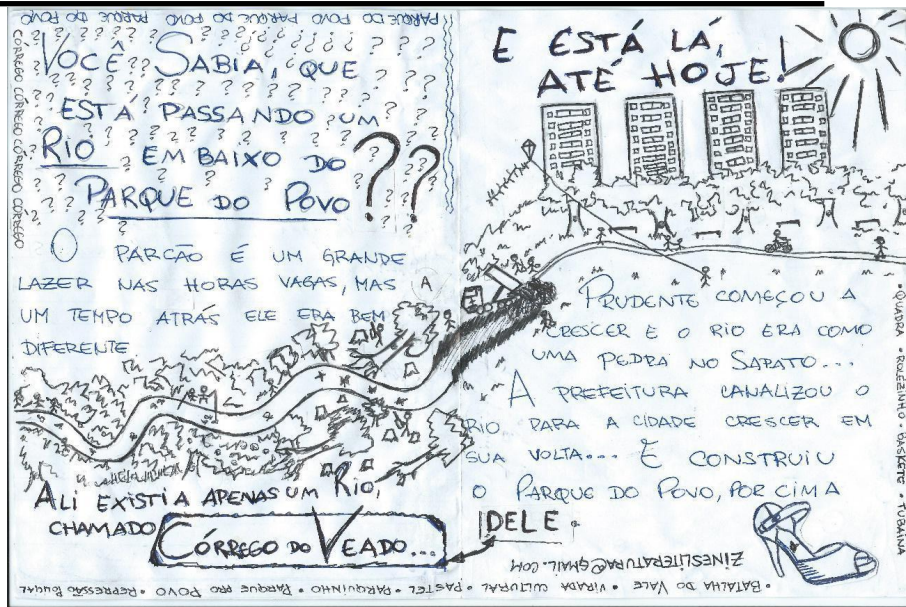 PARQUE DO POVO PARQUE DO POVO PARQUE DO POVO PARQUE DO POVO
CÓRREGO CÓRREGO CÓRREGO CÓRREGO
VOCÊ SABIA, QUE
ESTÁ PASSANDO UM
RIO EM BAIXO DO
PARQUE DO POVO ??
O PARCÃO É UM GRANDE
LAZER NAS HORAS VAGAS, MAS A
UM TEMPO ATRÁS ELE ERA BEM
DIFERENTE
ALI EXISTIA APENAS UM RIO,
CHAMADO
CÓRREGO DO VEADO...
E ESTÁ LÁ,
ATÉ HOJE!
PRUDENTE COMEÇOU A
CRESCER E O RIO ERA COMO
UMA PEDRA NO SAPATO...
A PREFEITURA CANALIZOU O
RIO PARA A CIDADE CRESCER EM
SUA VOLTA... E CONSTRUIU
O PARQUE DO POVO, POR CIMA
DELE.
• QUADRA • ROLEZINHO • BASKETE • TUBAÍNA
ZINESLITERATURA@GMAIL.COM
• BATALHA DO VALE • VIRADA CULTURAL • PASTEL • PARQUINHO • PARQUE PRO POVO • REPRESSÃO POLICIAL